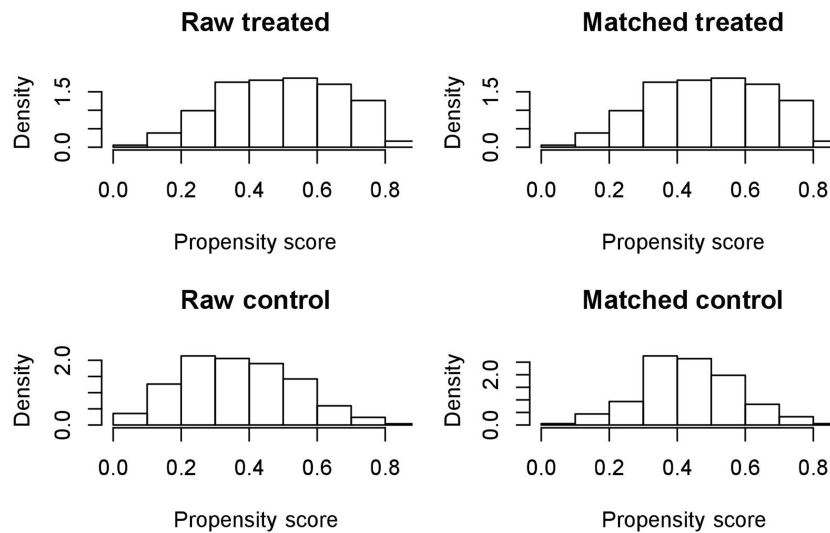 Raw treated
Density
0.0 1.5
0.0 0.2 0.4 0.6 0.8
Propensity score
Matched treated
Density
0.0 1.5
0.0 0.2 0.4 0.6 0.8
Propensity score
Raw control
Density
0.0 2.0
0.0 0.2 0.4 0.6 0.8
Propensity score
Matched control
Density
0.0 2.0
0.0 0.2 0.4 0.6 0.8
Propensity score